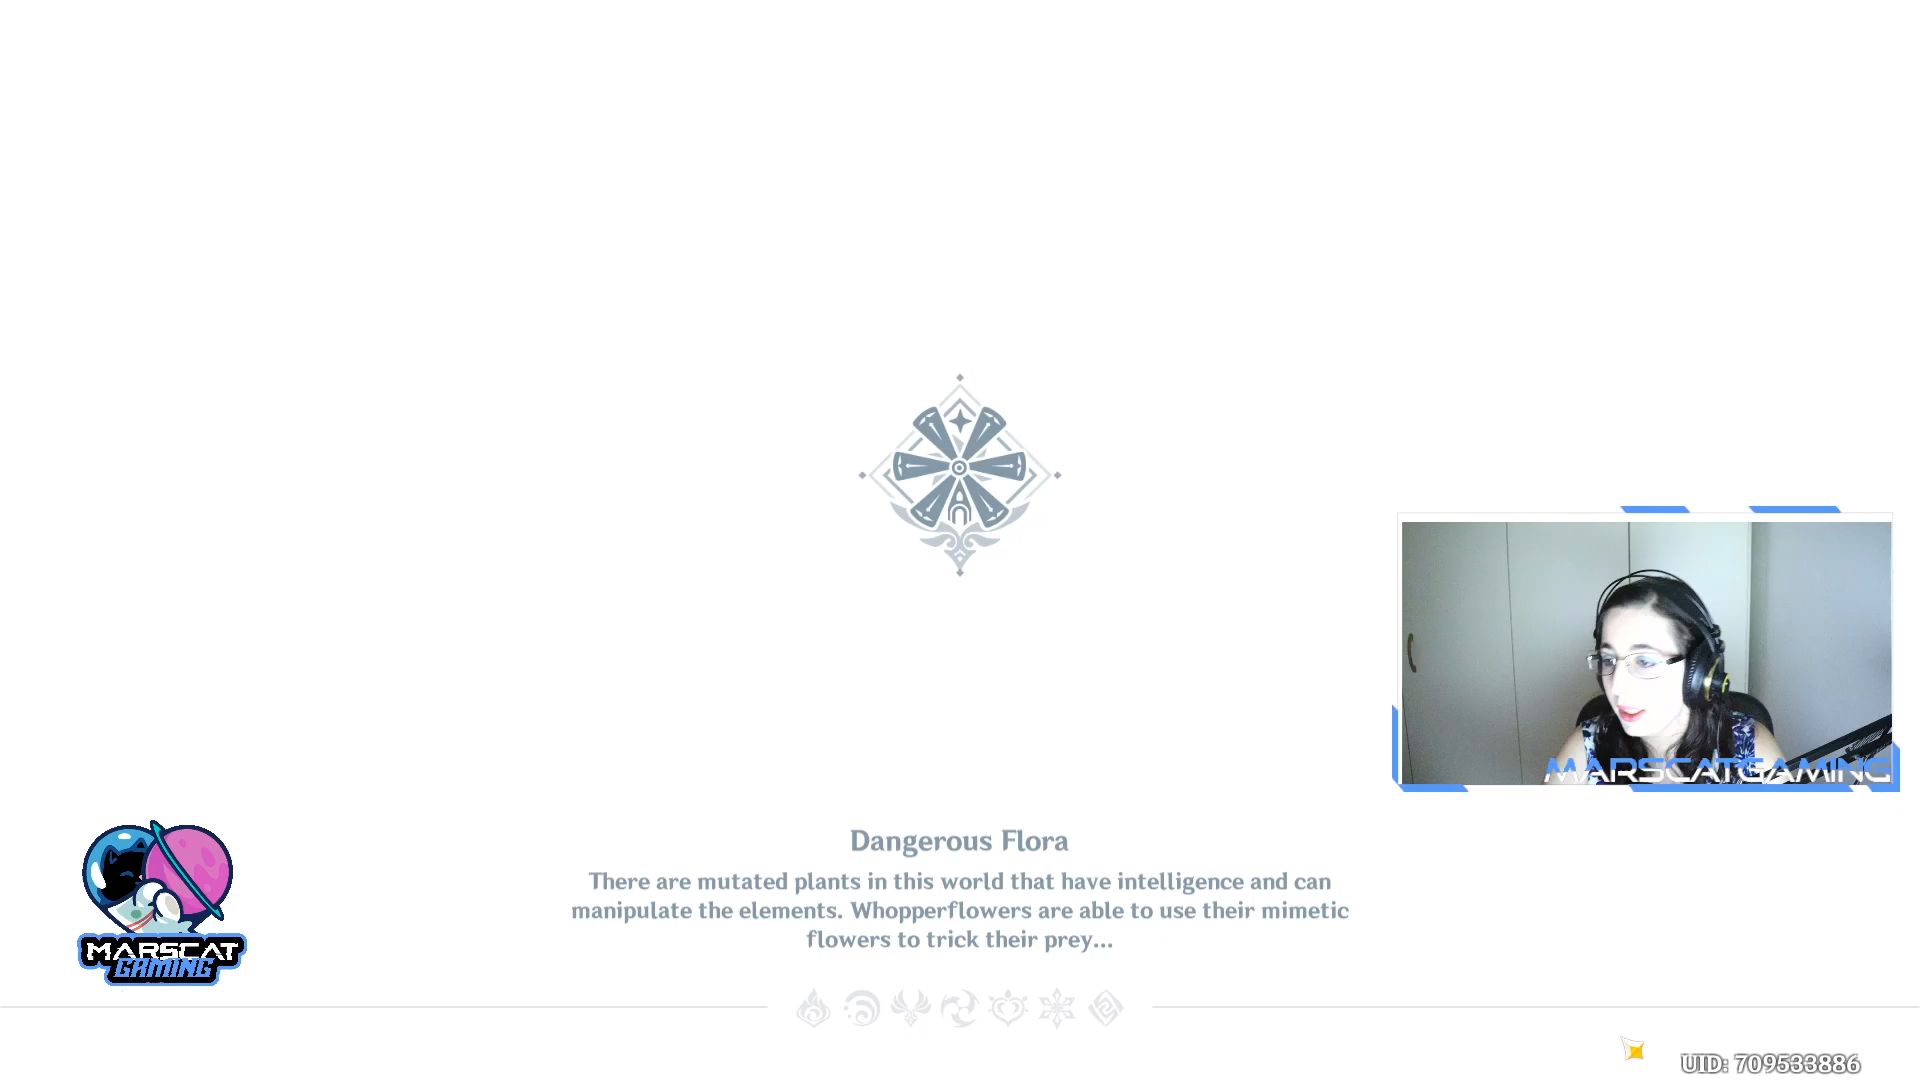 MARSCATGAMING
Dangerous Flora
There are mutated plants in this world that have intelligence and can
manipulate the elements. Whopperflowers are able to use their mimetic
flowers to trick their prey...
MARSCAT
GAMING
UID: 709533886